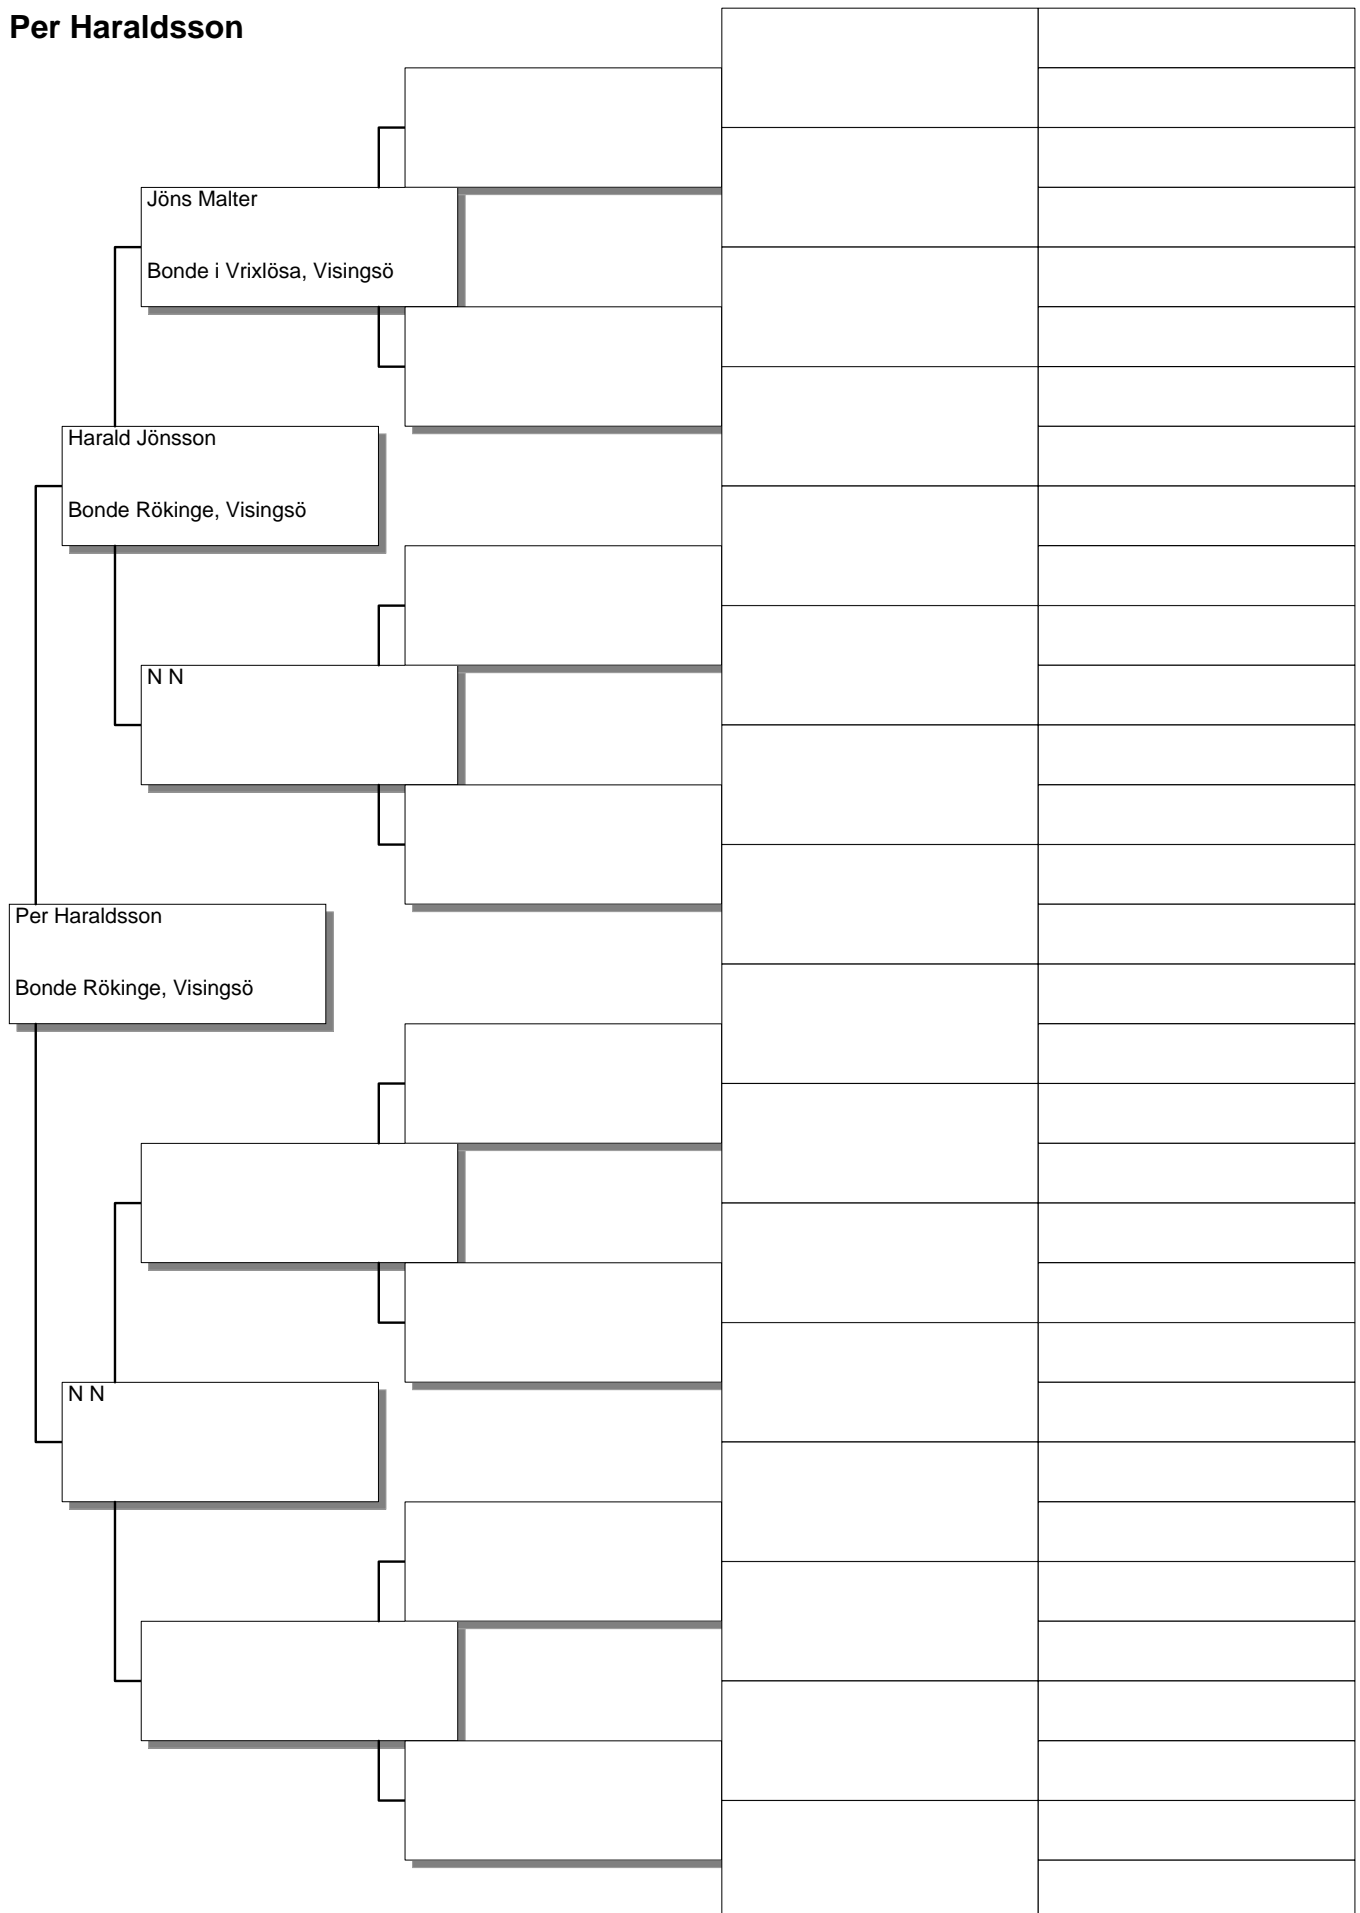 Per Haraldsson
Jöns Malter
Bonde i Vrixlösa, Visingsö
Harald Jönsson
Bonde Rökinge, Visingsö
N N
Per Haraldsson
Bonde Rökinge, Visingsö
N N